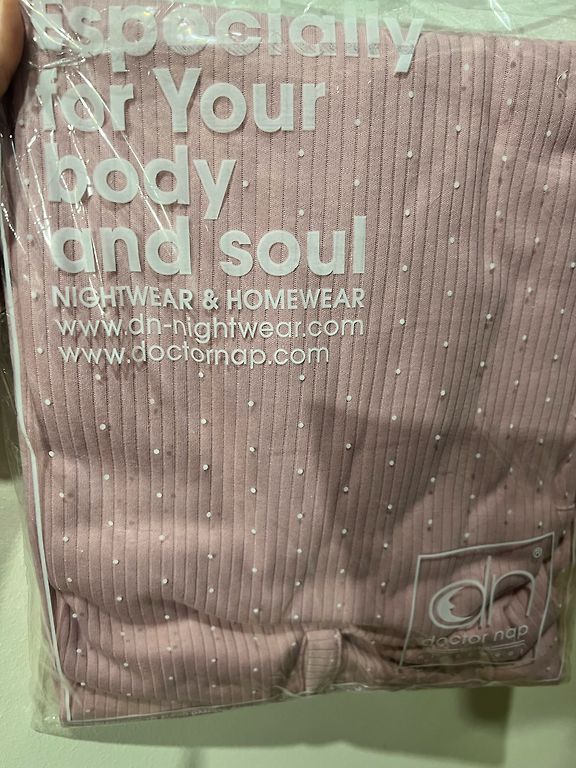 Especially
for Your
body
and soul
NIGHTWEAR & HOMEWEAR
www.dn-nightwear.com
www.doctornap.com
dn®
doctor nap